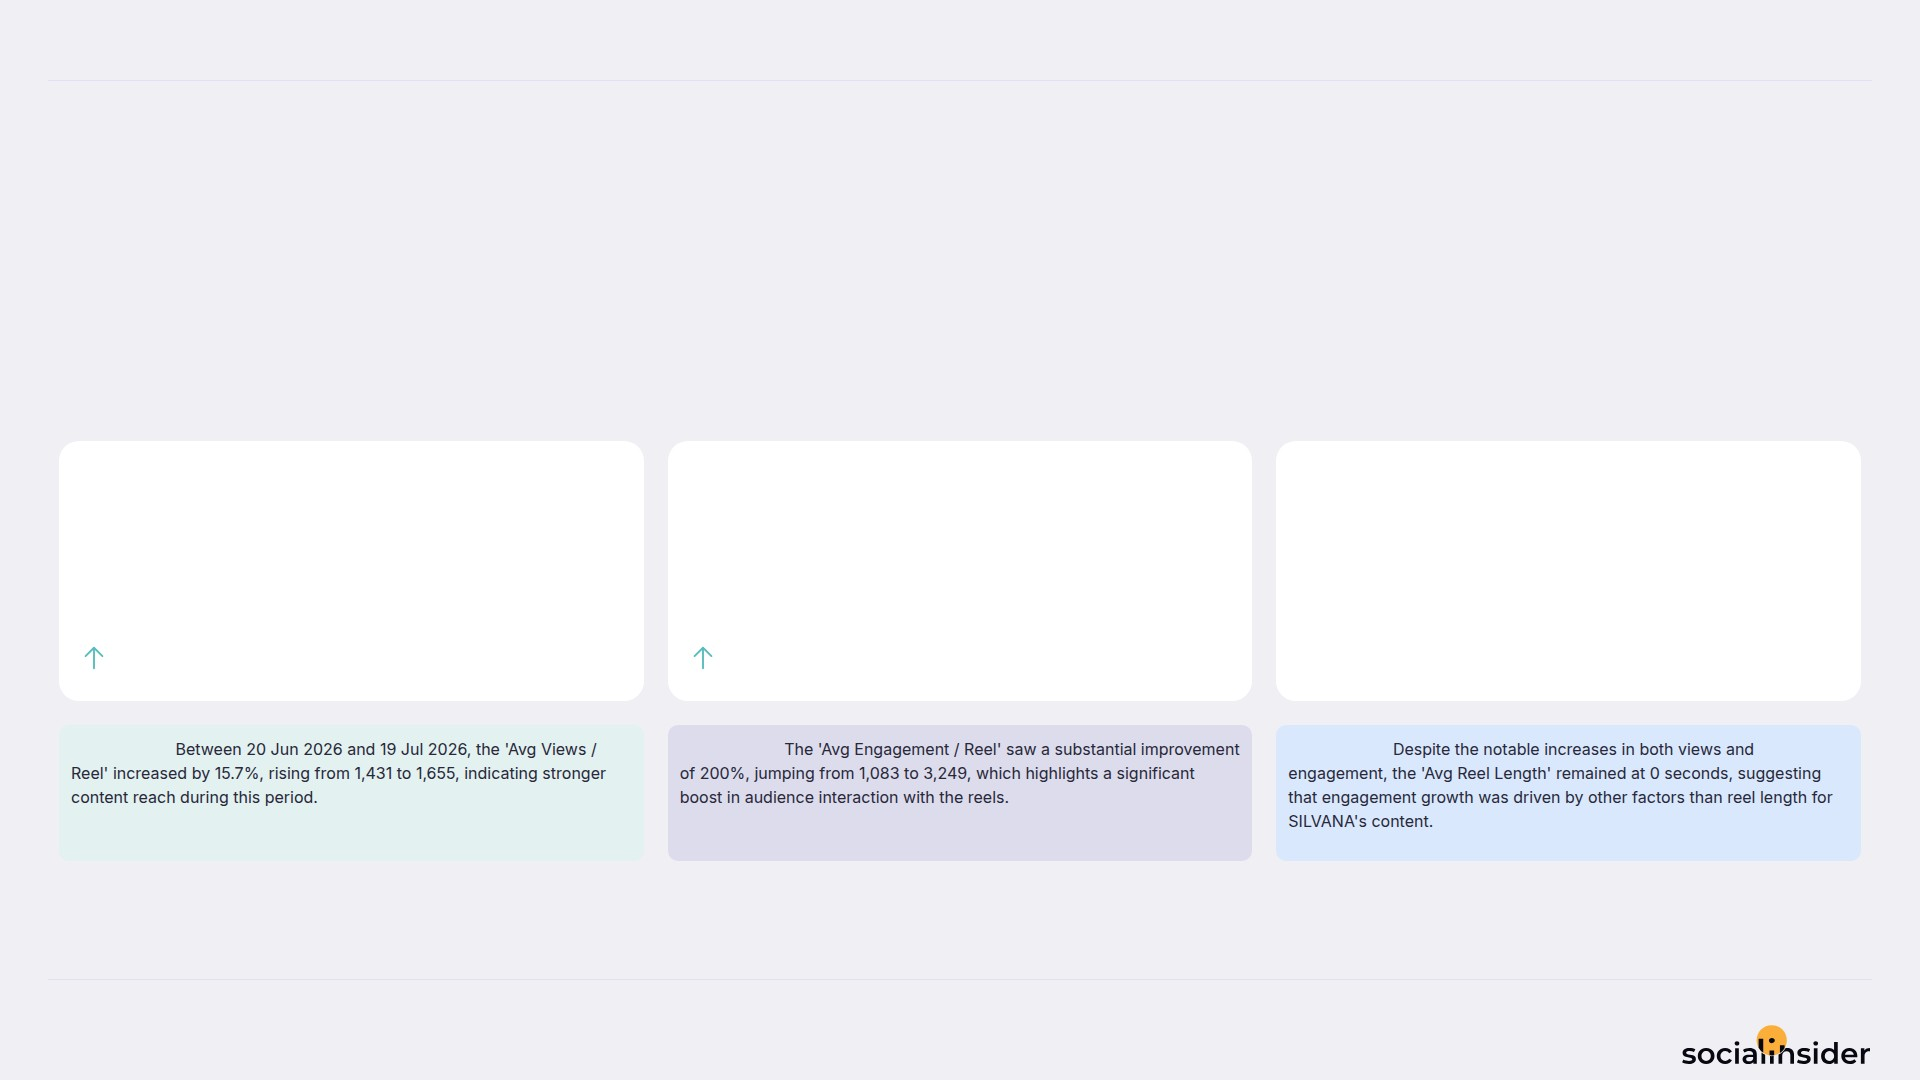 Between 20 Jun 2026 and 19 Jul 2026, the 'Avg Views /
Reel' increased by 15.7%, rising from 1,431 to 1,655, indicating stronger
content reach during this period.
The 'Avg Engagement / Reel' saw a substantial improvement
of 200%, jumping from 1,083 to 3,249, which highlights a significant
boost in audience interaction with the reels.
Despite the notable increases in both views and
engagement, the 'Avg Reel Length' remained at 0 seconds, suggesting
that engagement growth was driven by other factors than reel length for
SILVANA's content.
socialinsider